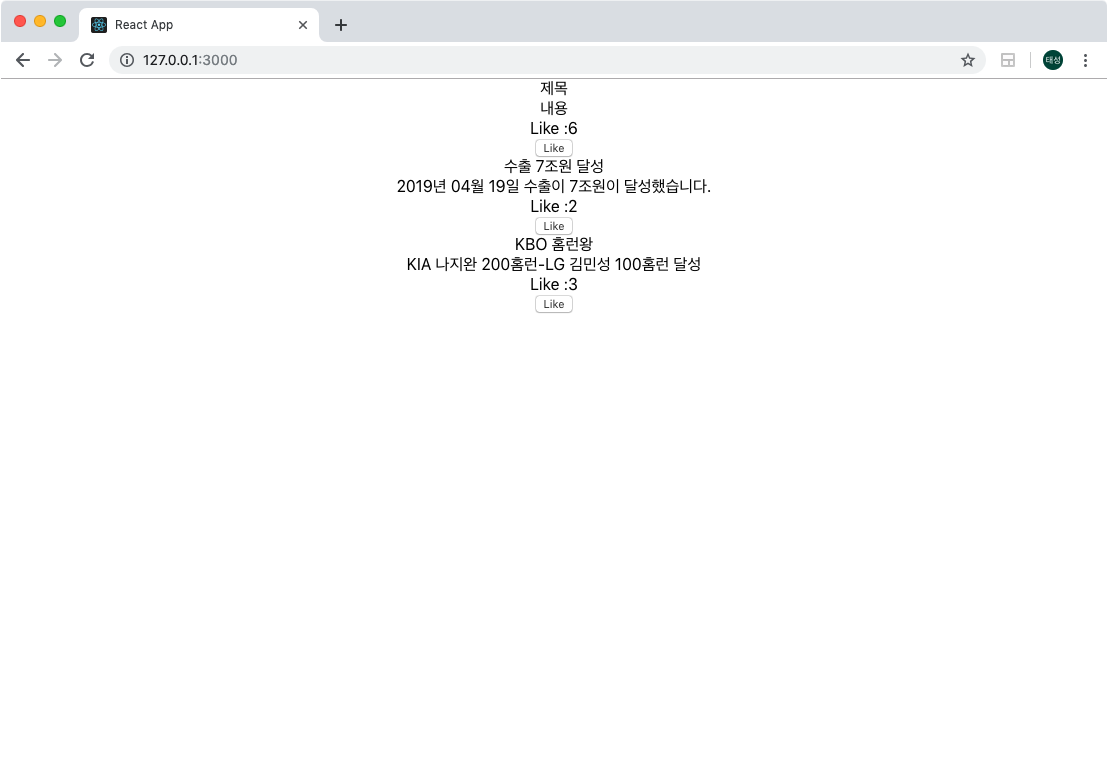 React App
127.0.0.1:3000
태성
제목
내용
Like :6
Like
수출 7조원 달성
2019년 04월 19일 수출이 7조원이 달성했습니다.
Like :2
Like
KBO 홈런왕
KIA 나지완 200홈런-LG 김민성 100홈런 달성
Like :3
Like